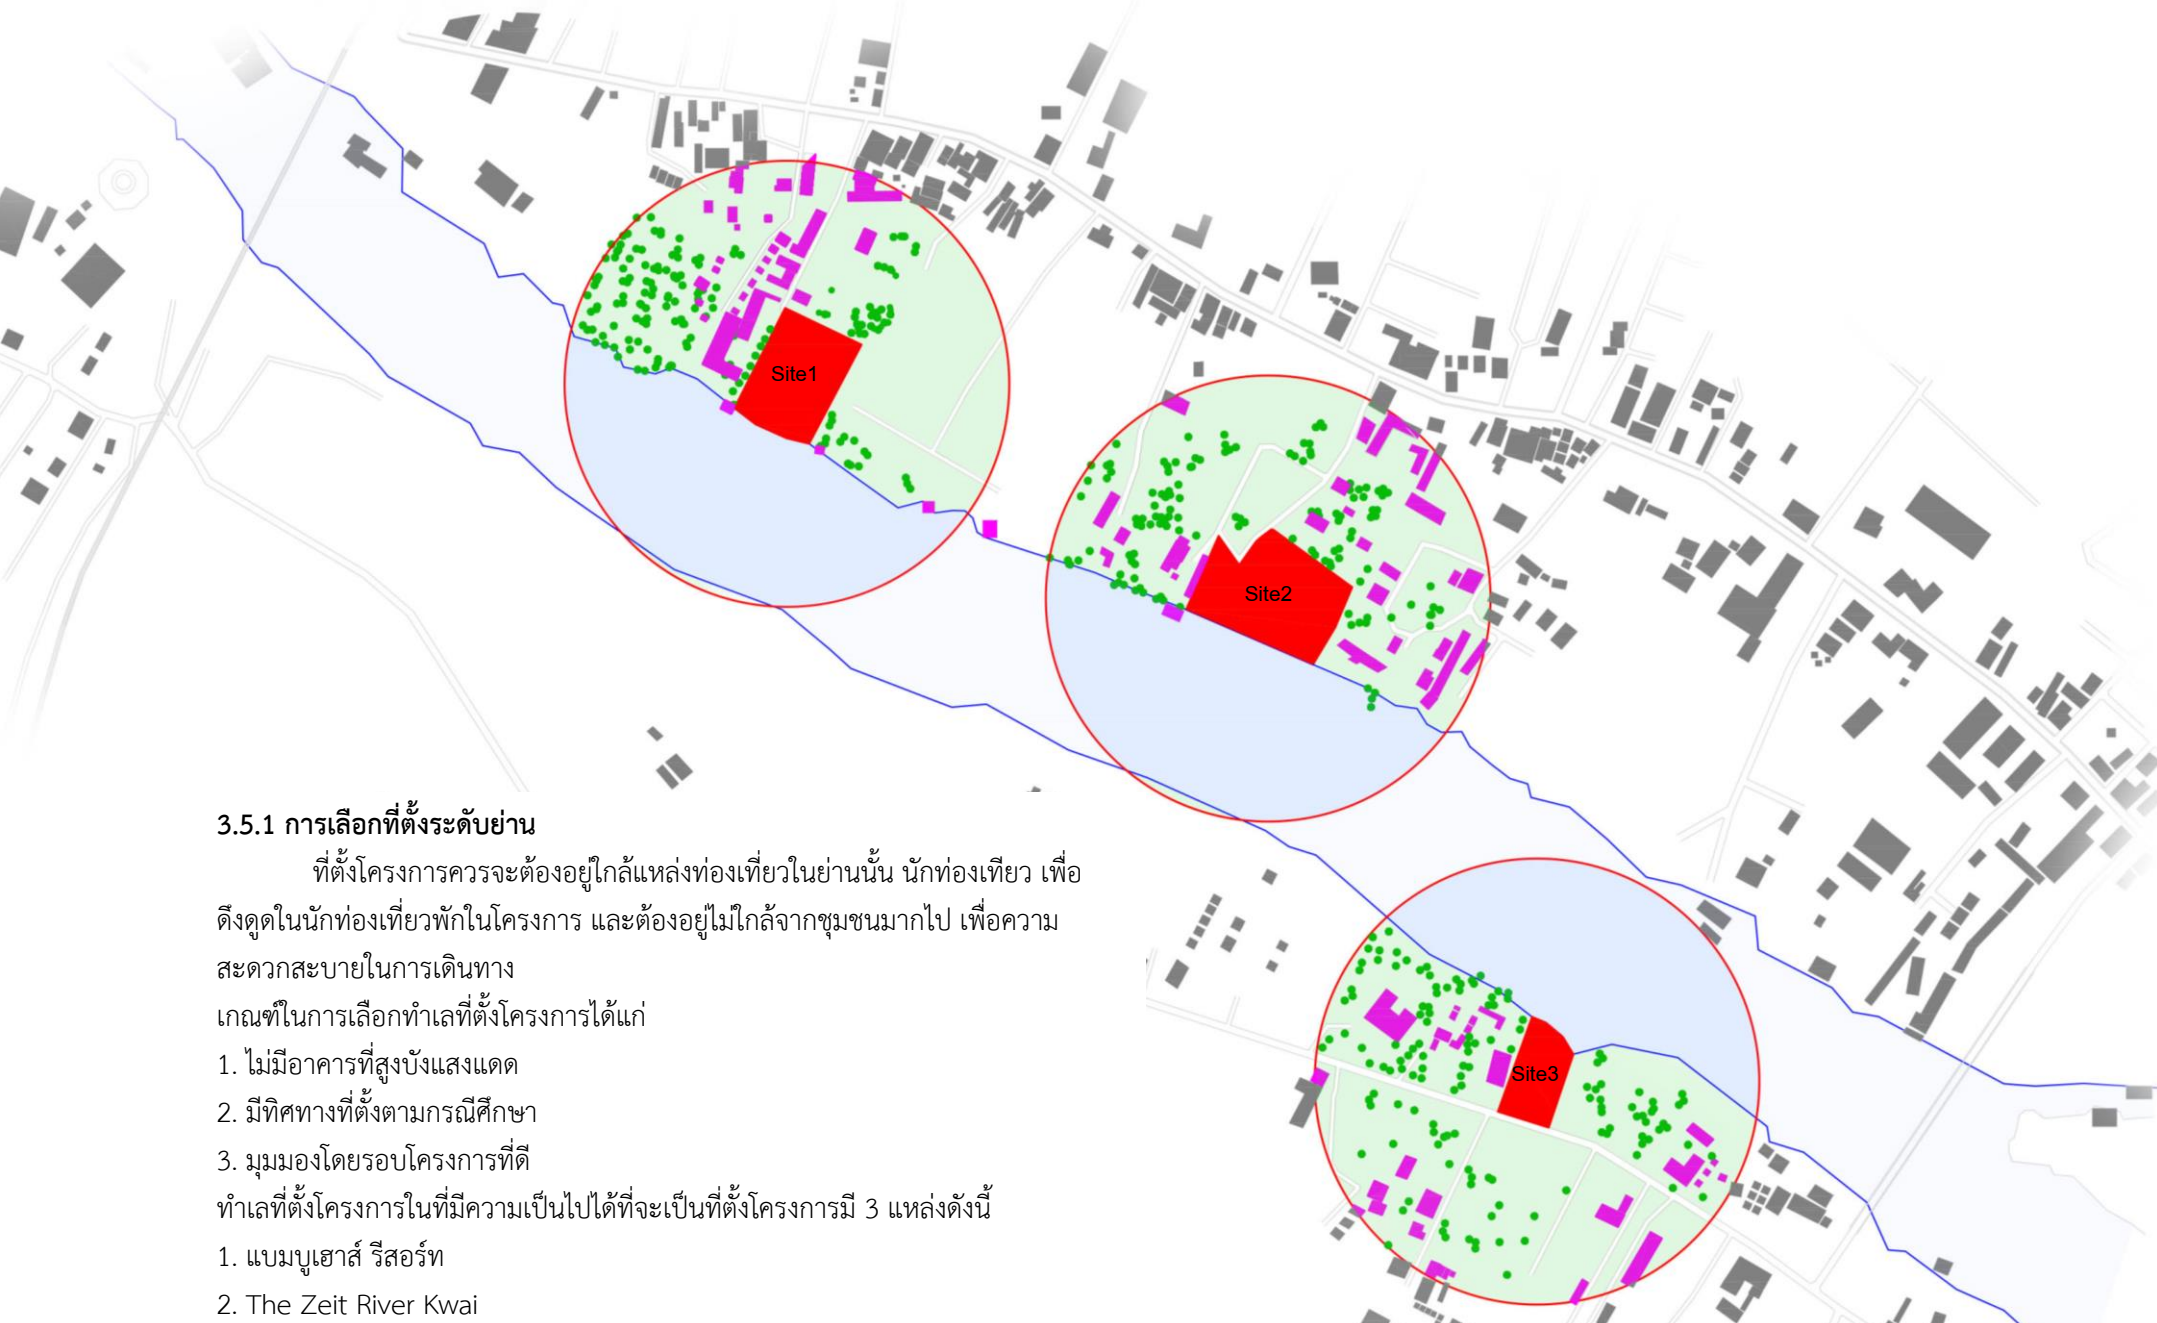 Site1
Site2
Site3
3.5.1 การเลือกที่ตั้งระดับย่าน
ที่ตั้งโครงการควรจะต้องอยู่ใกล้แหล่งท่องเที่ยวในย่านนั้น นักท่องเทียว เพื่อ
ดึงดูดในนักท่องเที่ยวพักในโครงการ และต้องอยู่ไม่ใกล้จากชุมชนมากไป เพื่อความ
สะดวกสะบายในการเดินทาง
เกณฑ์ในการเลือกทำเลที่ตั้งโครงการได้แก่
1. ไม่มีอาคารที่สูงบังแสงแดด
2. มีทิศทางที่ตั้งตามกรณีศึกษา
3. มุมมองโดยรอบโครงการที่ดี
ทำเลที่ตั้งโครงการในที่มีความเป็นไปได้ที่จะเป็นที่ตั้งโครงการมี 3 แหล่งดังนี้
1. แบมบูเฮาส์ รีสอร์ท
2. The Zeit River Kwai